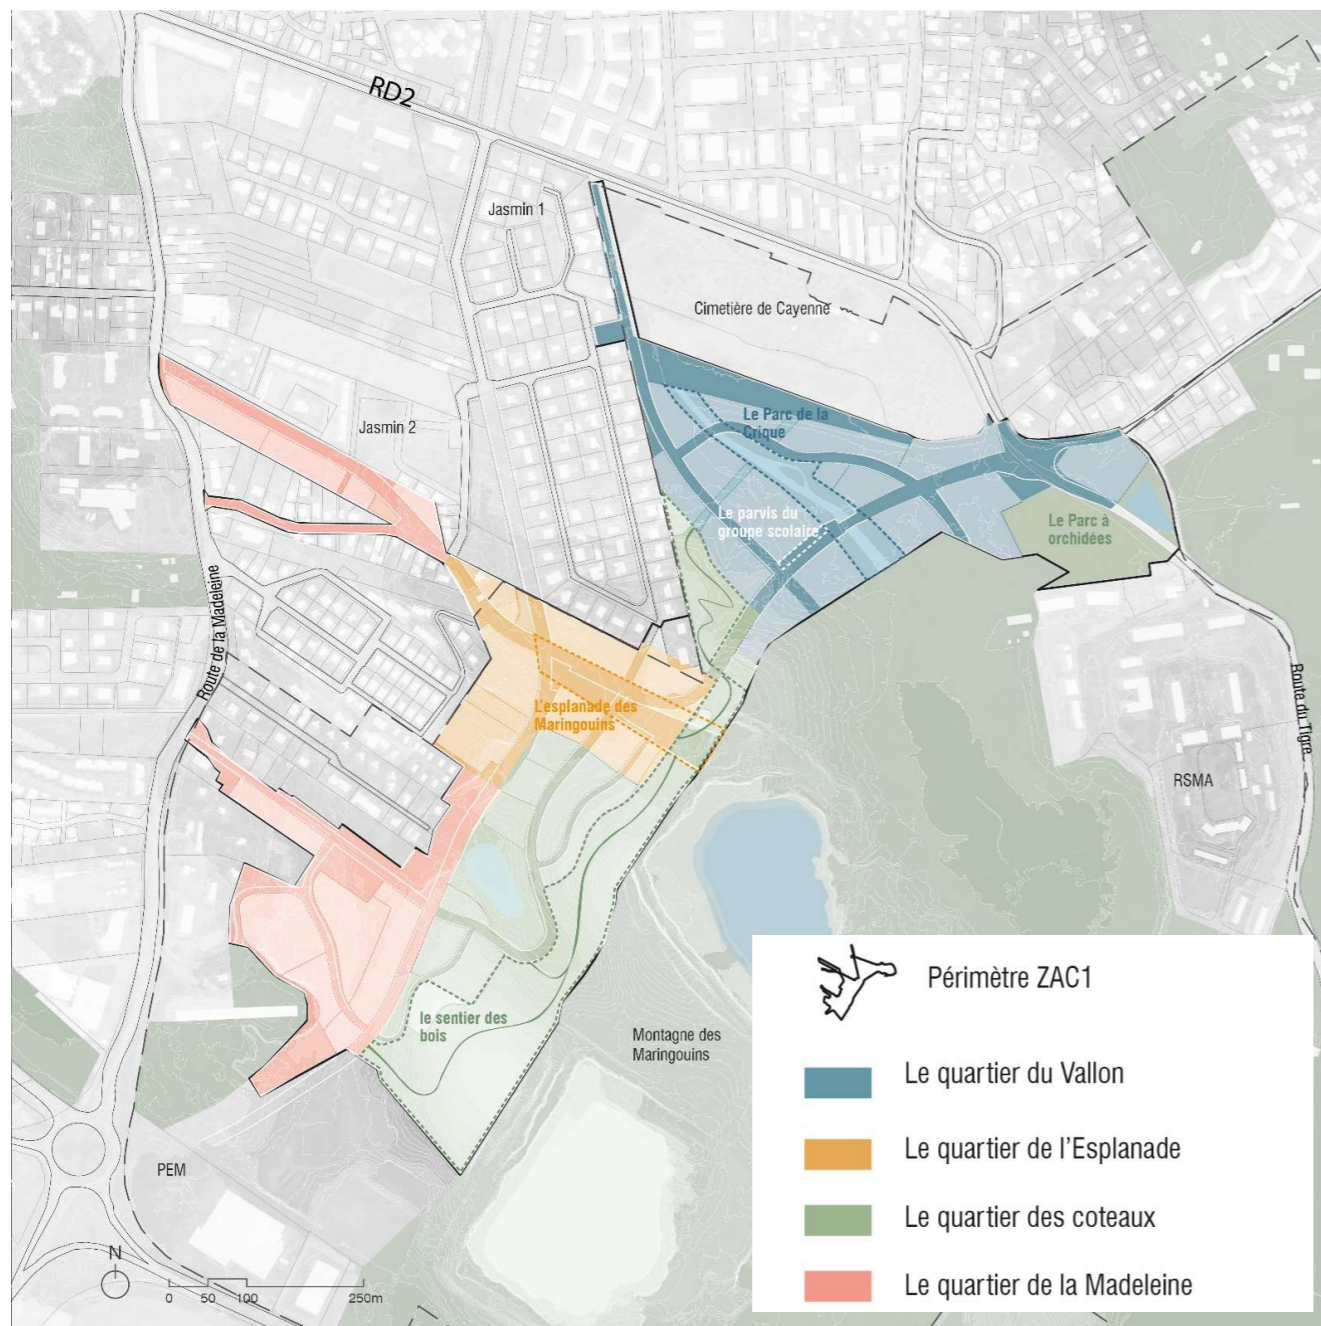 RD2
Jasmin 1
Cimetière de Cayenne
Le Parc de la
Crique
Jasmin 2
Le parvis du
groupe scolaire
Le Parc à
orchidées
Route de la Madeleine
L'esplanade des
Maringouins
Route du Tigre
RSMA
le sentier des
bois
Montagne des
Maringouins
PEM
N
0 50 100 250m
Périmètre ZAC1
Le quartier du Vallon
Le quartier de l'Esplanade
Le quartier des coteaux
Le quartier de la Madeleine